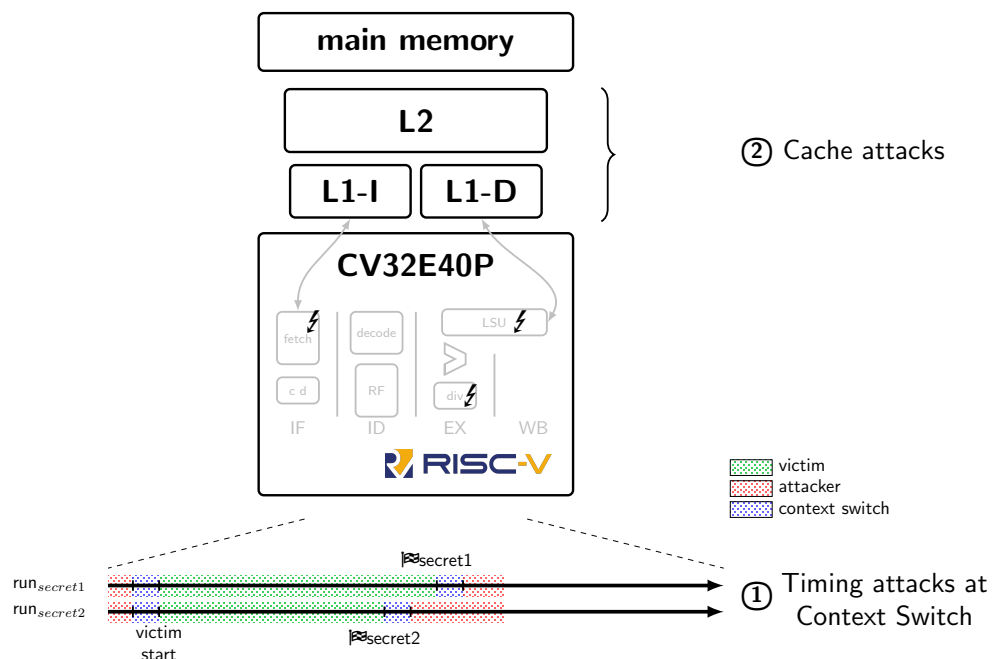 main memory
L2
L1-I L1-D
② Cache attacks
CV32E40P
fetch decode LSU
c d RF div
IF ID EX WB
RISC-V
victim
attacker
context switch
secret1
run_secret1
run_secret2
victim
start
secret2
① Timing attacks at
Context Switch